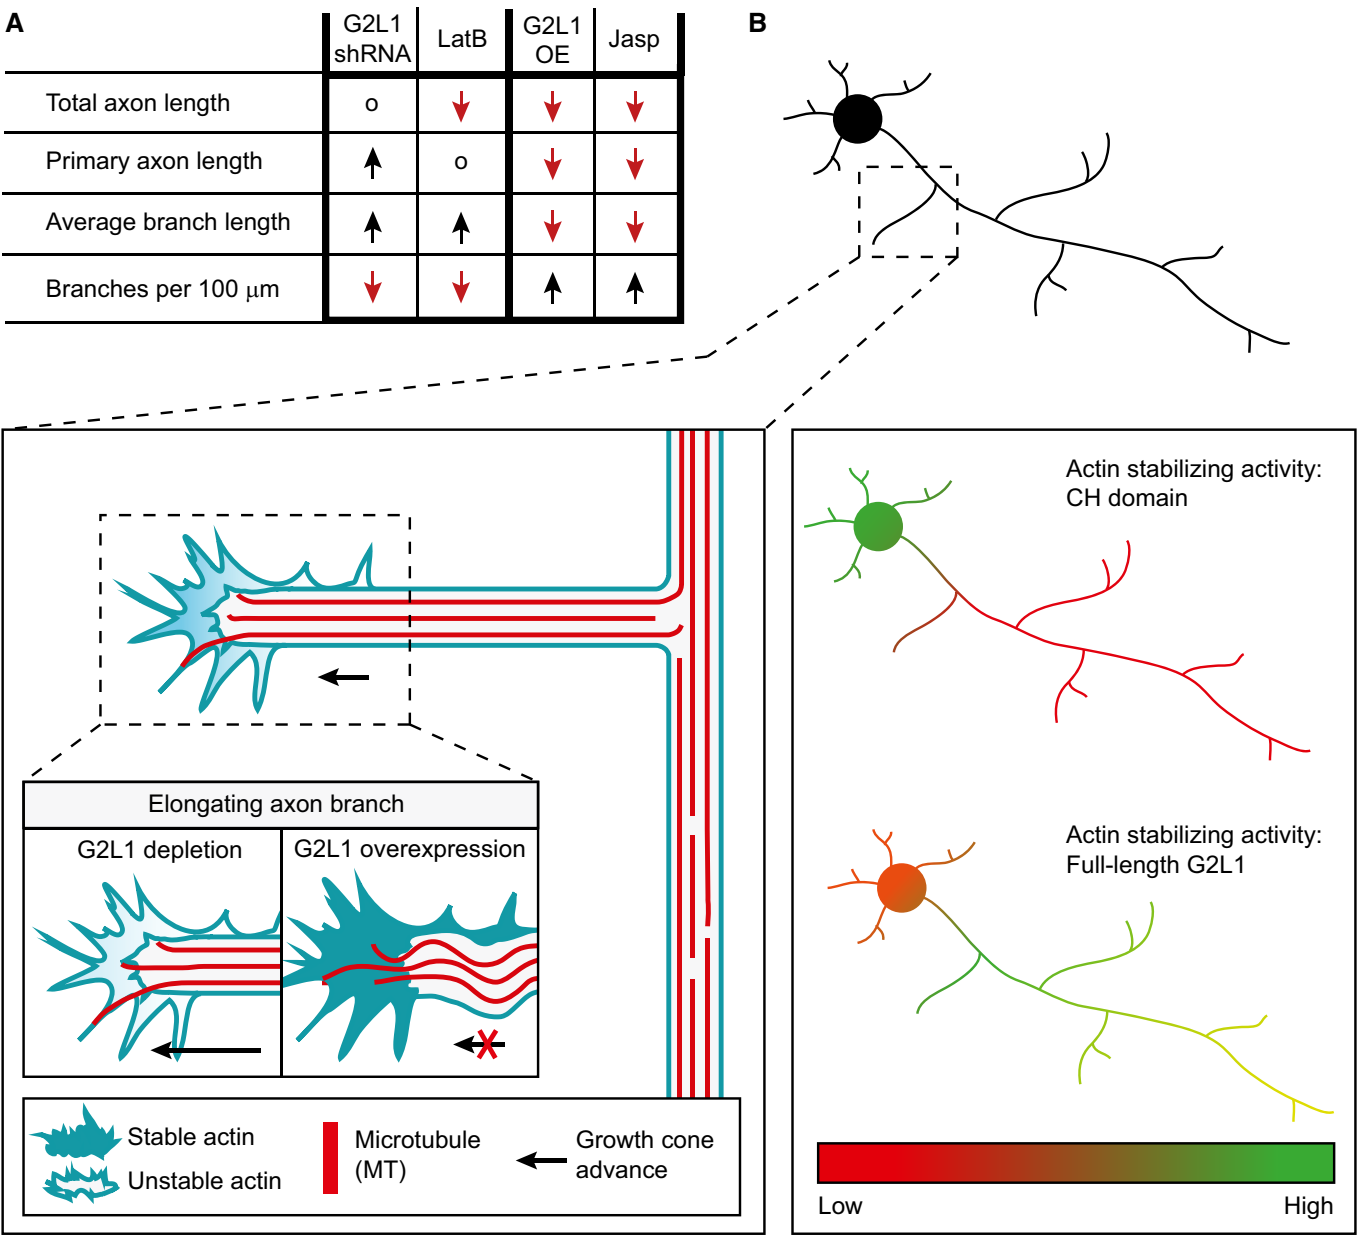 A
G2L1
shRNA
LatB
G2L1
OE
Jasp
Total axon length
o
Primary axon length
o
Average branch length
Branches per 100 μm
B
Elongating axon branch
G2L1 depletion
G2L1 overexpression
Stable actin
Unstable actin
Microtubule
(MT)
Growth cone
advance
Actin stabilizing activity:
CH domain
Actin stabilizing activity:
Full-length G2L1
Low
High